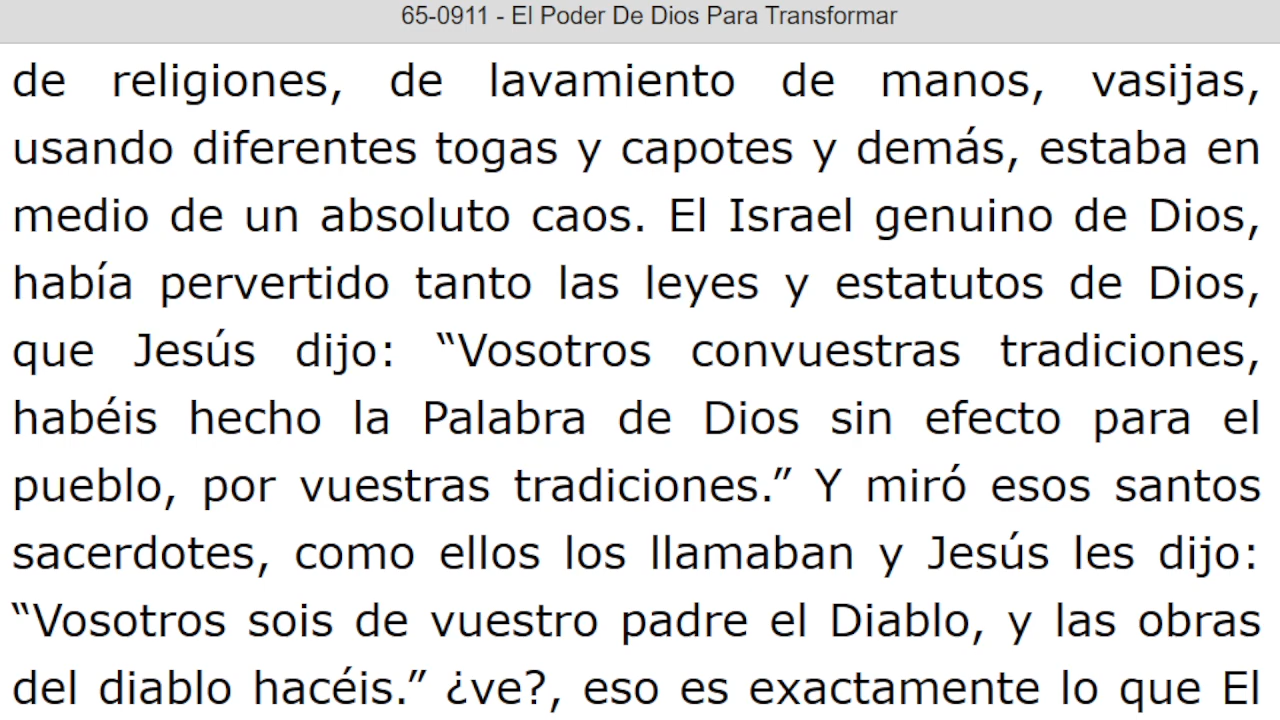 65-0911 - El Poder De Dios Para Transformar
de religiones, de lavamiento de manos, vasijas,
usando diferentes togas y capotes y demás, estaba en
medio de un absoluto caos. El Israel genuino de Dios,
había pervertido tanto las leyes y estatutos de Dios,
que Jesús dijo: “Vosotros convuestras tradiciones,
habéis hecho la Palabra de Dios sin efecto para el
pueblo, por vuestras tradiciones.” Y miró esos santos
sacerdotes, como ellos los llamaban y Jesús les dijo:
“Vosotros sois de vuestro padre el Diablo, y las obras
del diablo hacéis.” ¿ve?, eso es exactamente lo que El